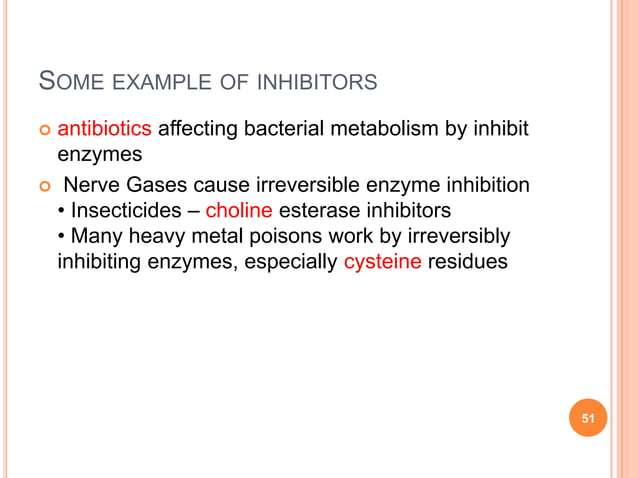 SOME EXAMPLE OF INHIBITORS
antibiotics affecting bacterial metabolism by inhibit
enzymes
Nerve Gases cause irreversible enzyme inhibition
• Insecticides – choline esterase inhibitors
• Many heavy metal poisons work by irreversibly
inhibiting enzymes, especially cysteine residues
51